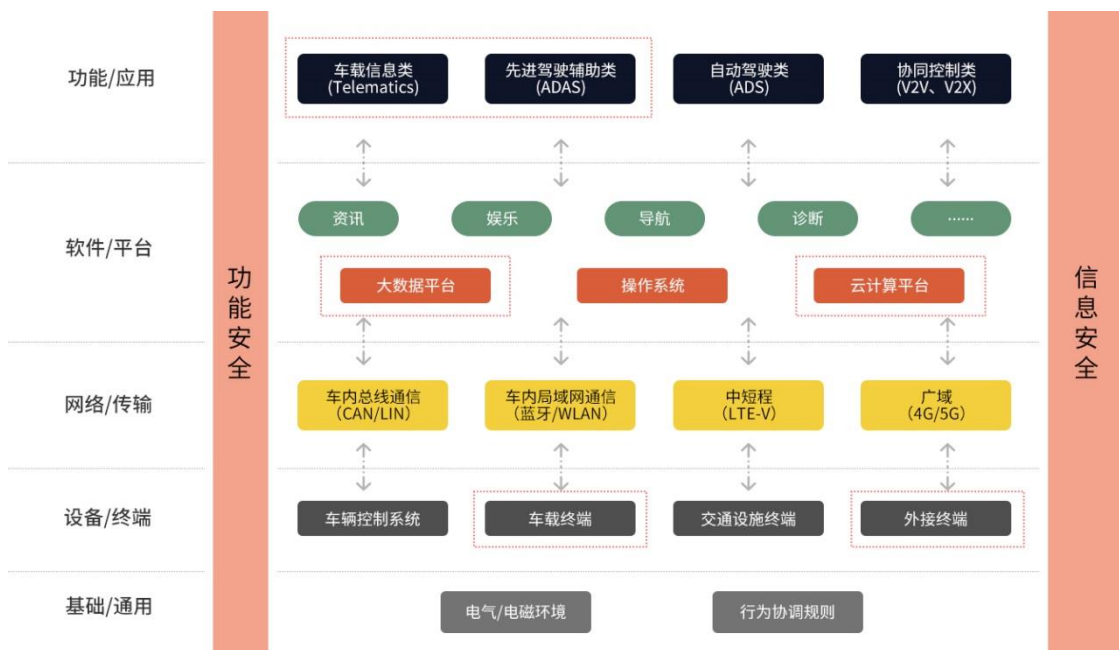 功能/应用
车载信息类
(Telematics)
先进驾驶辅助类
(ADAS)
自动驾驶类
(ADS)
协同控制类
(V2V、V2X)
软件/平台
资讯
娱乐
导航
诊断
……
大数据平台
操作系统
云计算平台
功能安全
信息安全
网络/传输
车内总线通信
（CAN/LIN）
车内局域网通信
（蓝牙/WLAN）
中短程
（LTE-V）
广域
（4G/5G）
设备/终端
车辆控制系统
车载终端
交通设施终端
外接终端
基础/通用
电气/电磁环境
行为协调规则